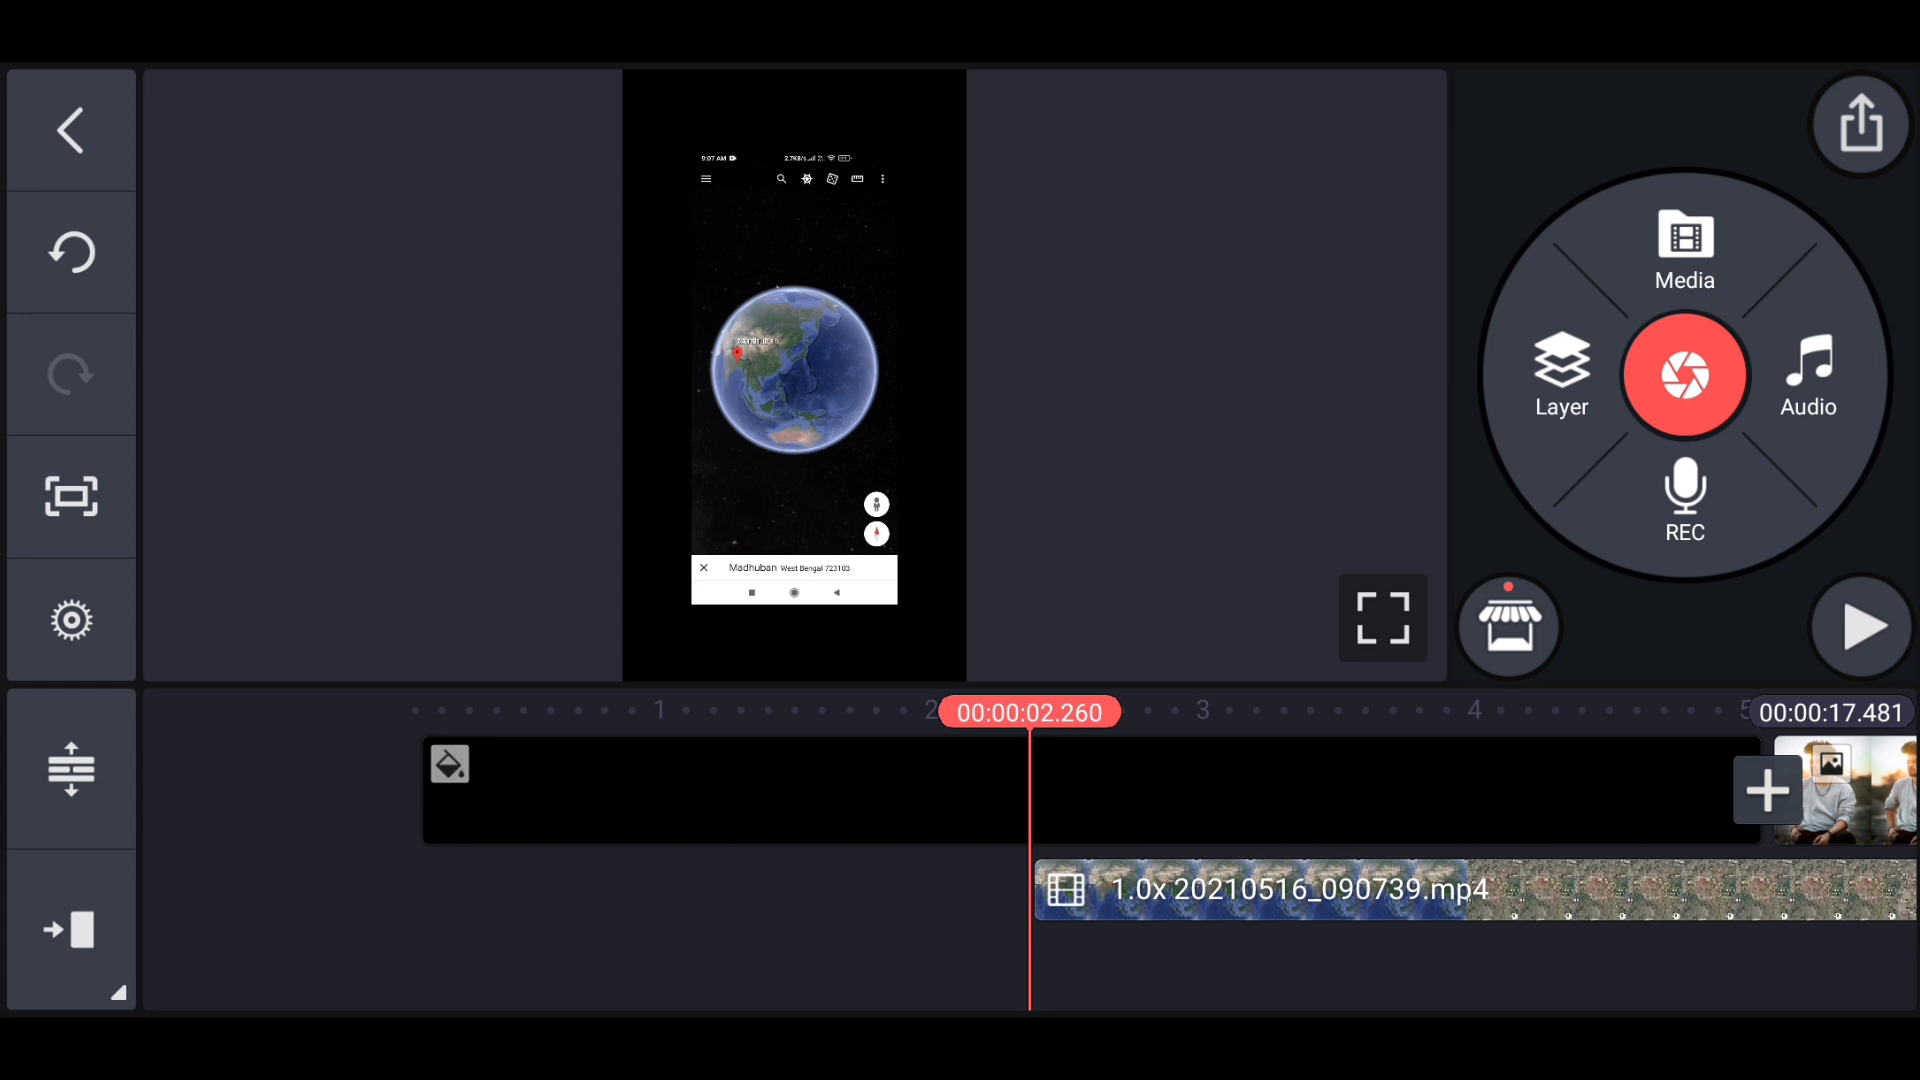 9:07 AM
2.7KB/s
Madhuban
Madhuban West Bengal 723103
Media
Layer
Audio
REC
1
2
00:00:02.260
3
4
5
00:00:17.481
1.0x 20210516_090739.mp4